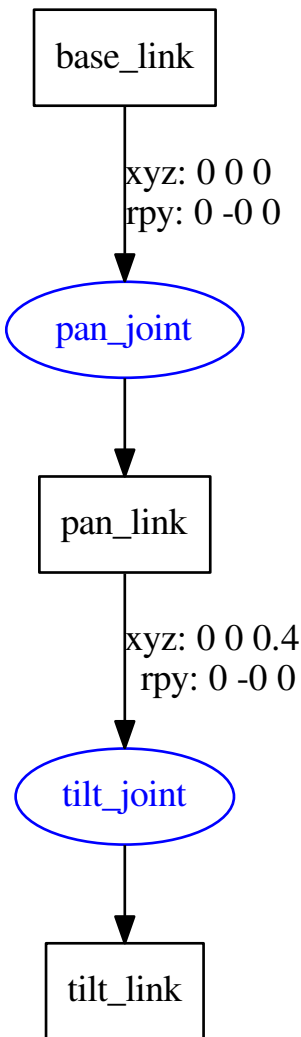 base_link
xyz: 0 0 0
rpy: 0 -0 0
pan_joint
pan_link
xyz: 0 0 0.4
rpy: 0 -0 0
tilt_joint
tilt_link